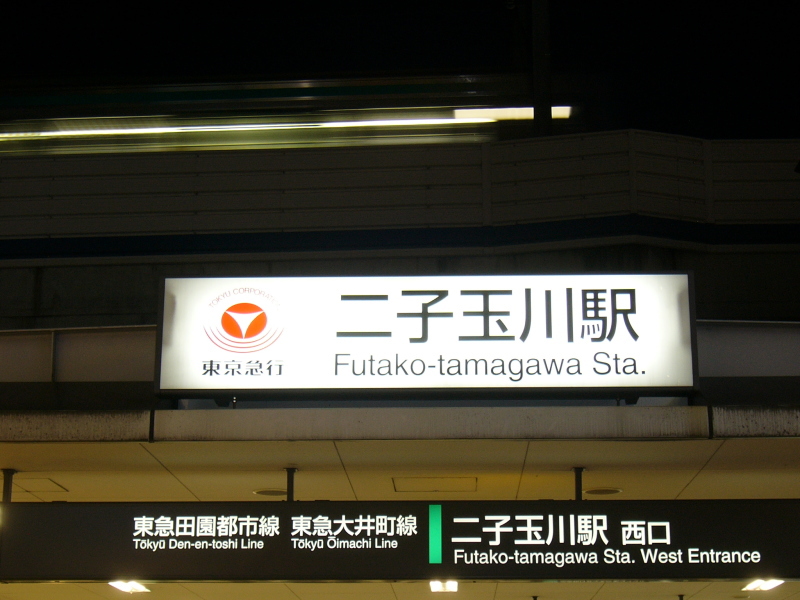 TOKYU CORPORATION
東京急行
二子玉川駅
Futako-tamagawa Sta.
東急田園都市線 東急大井町線 二子玉川駅 西口
Tōkyū Den-en-toshi Line Tōkyū Ōimachi Line Futako-tamagawa Sta. West Entrance